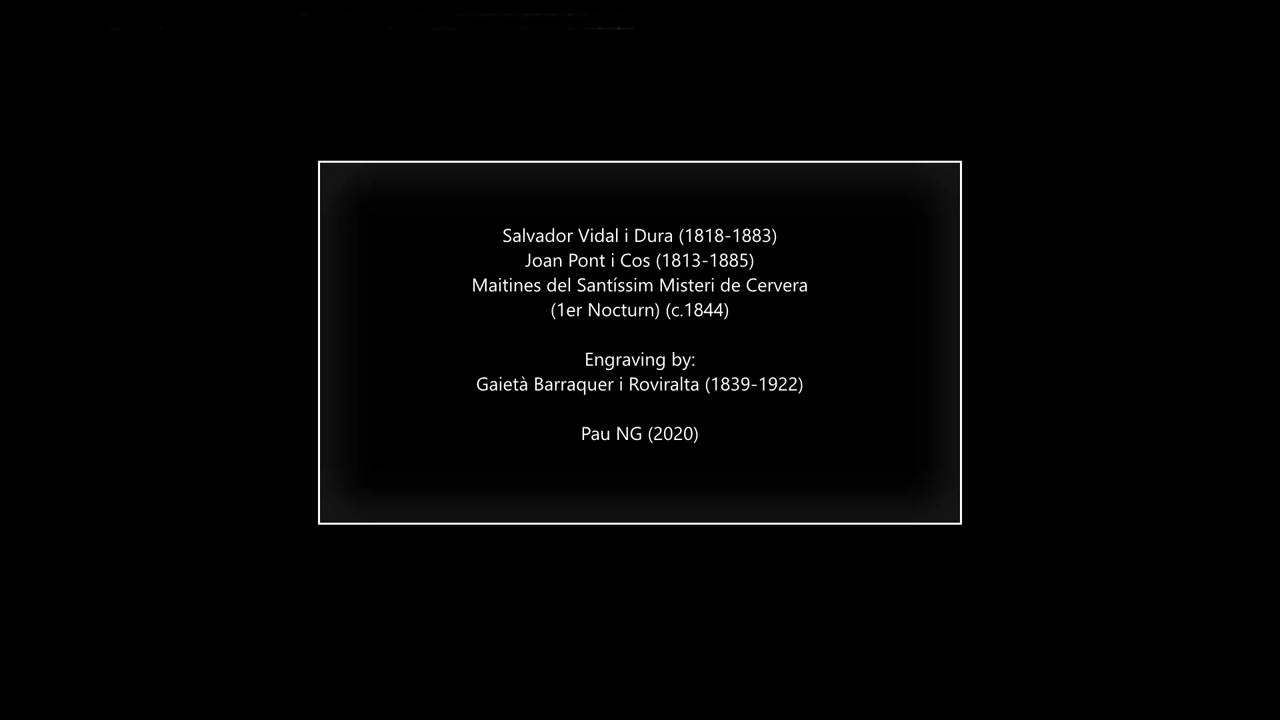 Salvador Vidal i Dura (1818-1883)
Joan Pont i Cos (1813-1885)
Maitines del Santíssim Misteri de Cervera
(1er Nocturn) (c.1844)
Engraving by:
Gaietà Barraquer i Roviralta (1839-1922)
Pau NG (2020)